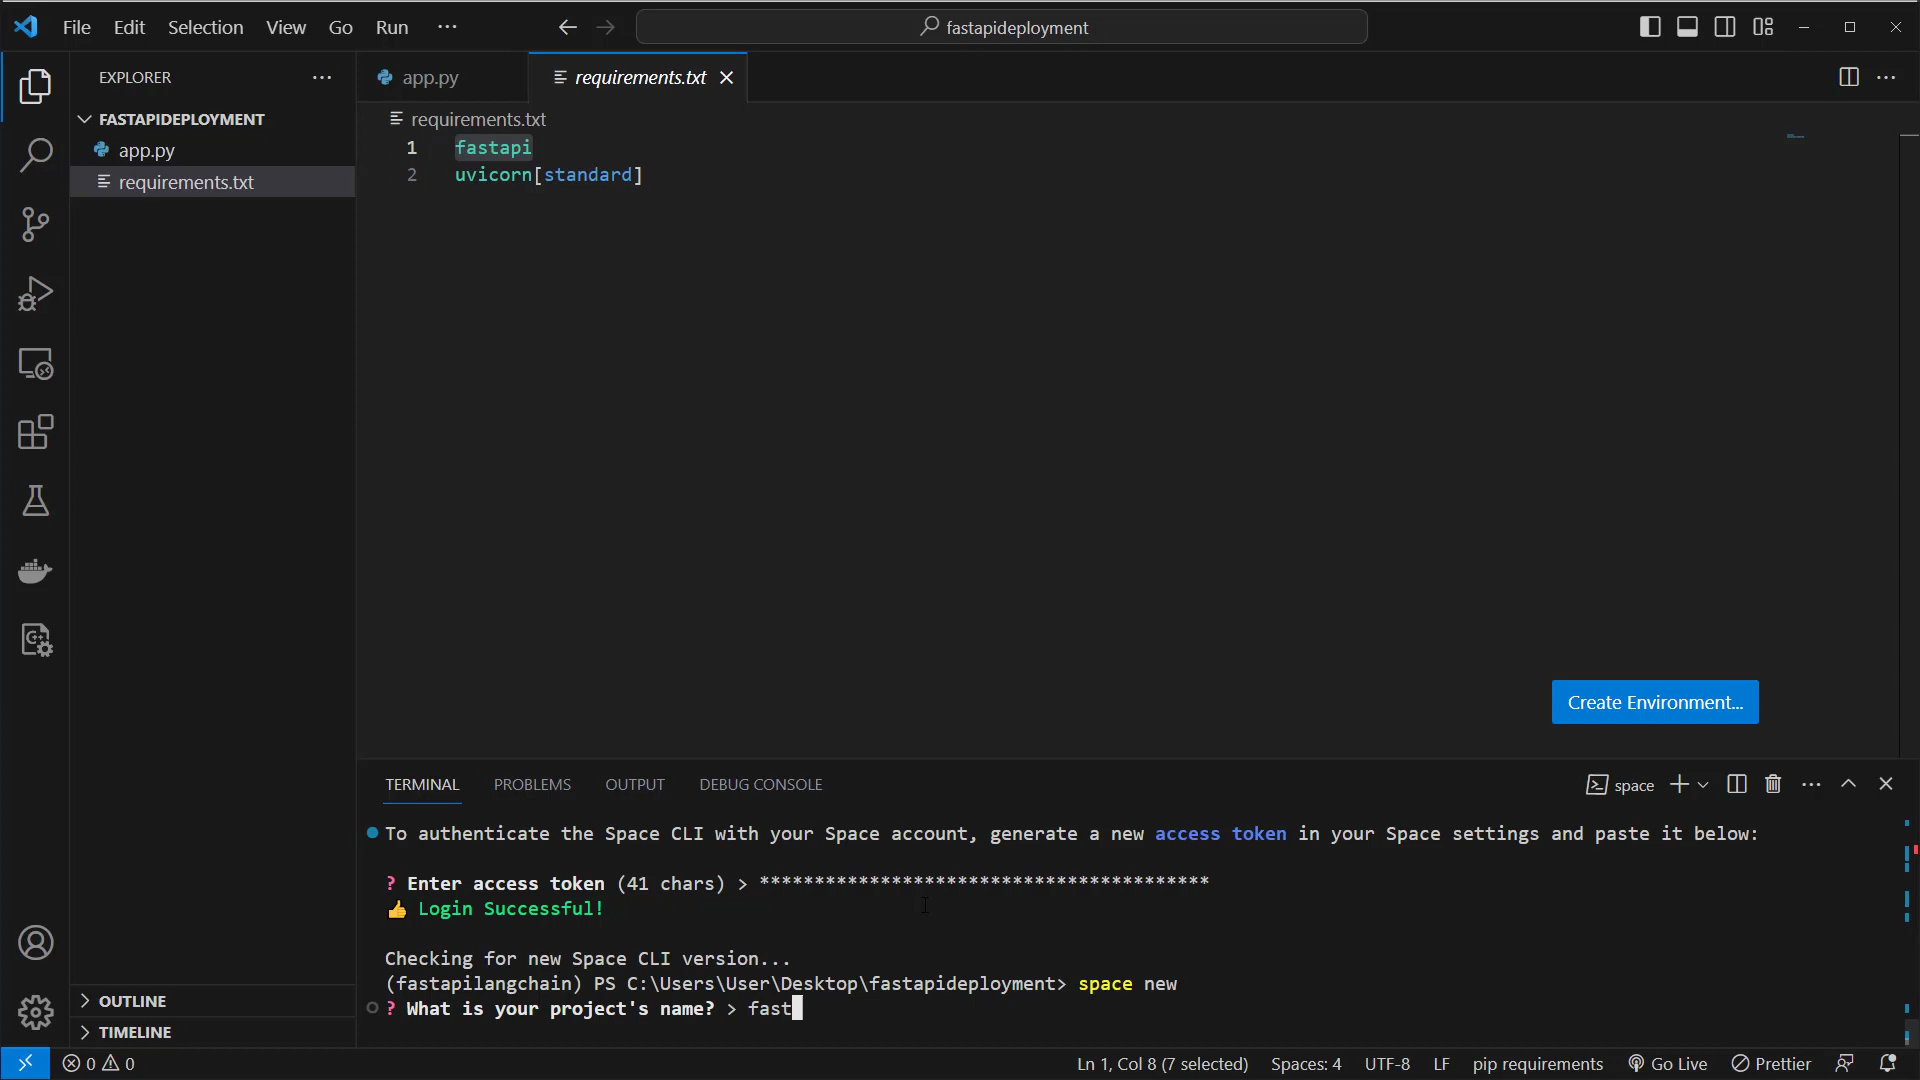 File Edit Selection View Go Run ···
fastapideployment
EXPLORER
FASTAPIDEPLOYMENT
app.py
requirements.txt
OUTLINE
TIMELINE
app.py
requirements.txt
requirements.txt
1 fastapi
2 uvicorn[standard]
Create Environment...
TERMINAL PROBLEMS OUTPUT DEBUG CONSOLE
space
To authenticate the Space CLI with your Space account, generate a new access token in your Space settings and paste it below:
? Enter access token (41 chars) > *****************************************
👍 Login Successful!
Checking for new Space CLI version...
(fastapilangchain) PS C:\Users\User\Desktop\fastapideployment> space new
? What is your project's name? > fast
0 0
Ln 1, Col 8 (7 selected) Spaces: 4 UTF-8 LF pip requirements Go Live Prettier